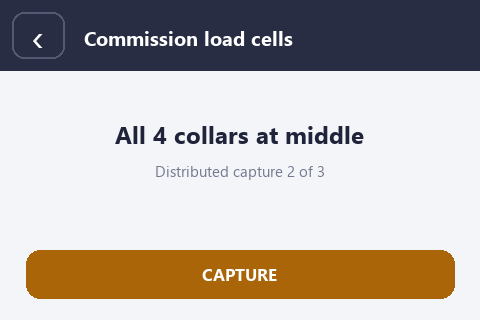 ‹ Commission load cells
All 4 collars at middle
Distributed capture 2 of 3
CAPTURE